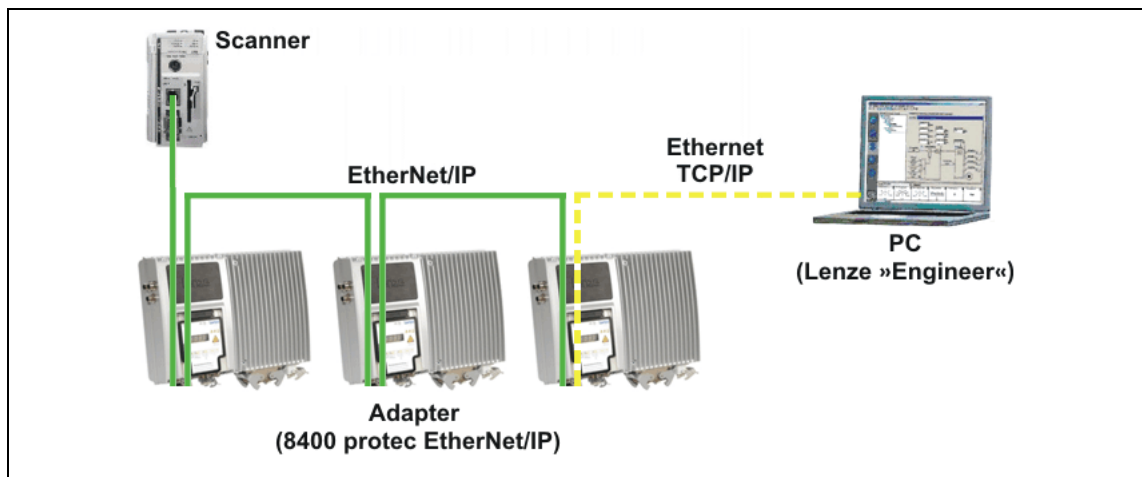 Scanner
Ethernet
TCP/IP
EtherNet/IP
PC
(Lenze »Engineer«)
Adapter
(8400 protec EtherNet/IP)